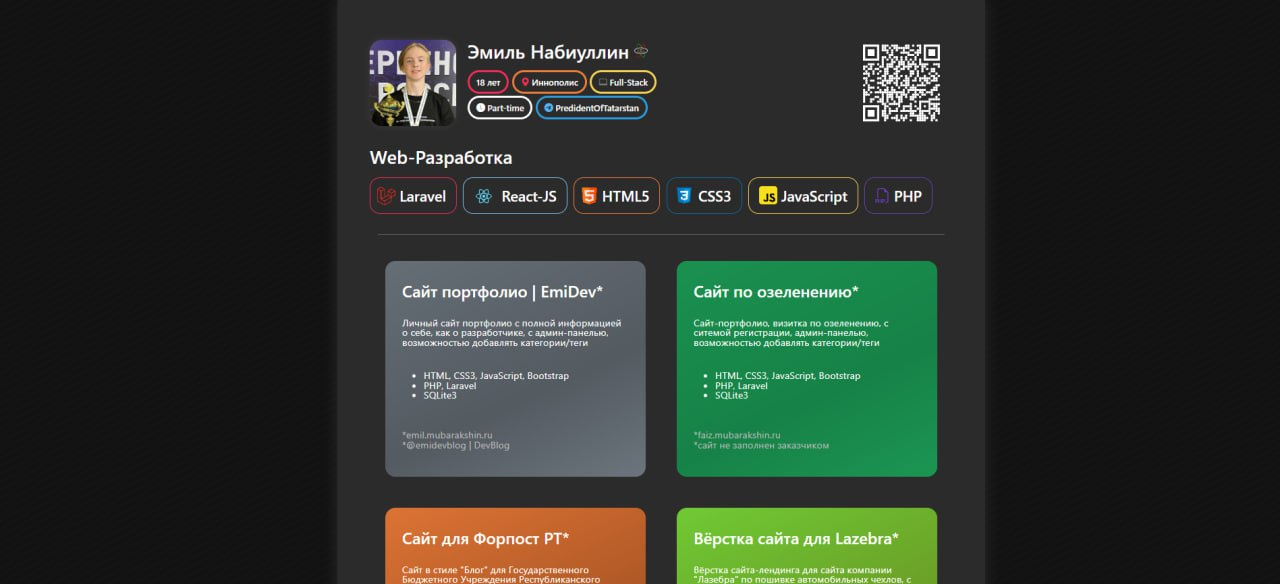 Эмиль Набиуллин
18 лет
Иннополис
Full-Stack
Part-time
PredidentOfTatarstan
Web-Разработка
Laravel
React-JS
HTML5
CSS3
JS JavaScript
PHP
Сайт портфолио | EmiDev*
Личный сайт портфолио с полной информацией
о себе, как о разработчике, с админ-панелью,
возможностью добавлять категории/теги
HTML, CSS3, JavaScript, Bootstrap
PHP, Laravel
SQLite3
*emil.mubarakshin.ru
*@emidevblog | DevBlog
Сайт по озеленению*
Сайт-портфолио, визитка по озеленению, с
ситемой регистрации, админ-панелью,
возможностью добавлять категории/теги
HTML, CSS3, JavaScript, Bootstrap
PHP, Laravel
SQLite3
*faiz.mubarakshin.ru
*сайт не заполнен заказчиком
Сайт для Форпост РТ*
Сайт в стиле "Блог" для Государственного
Бюджетного Учреждения Республиканского
Вёрстка сайта для Lazebra*
Вёрстка сайта-лендинга для сайта компании
"Лазебра" по пошивке автомобильных чехлов, с